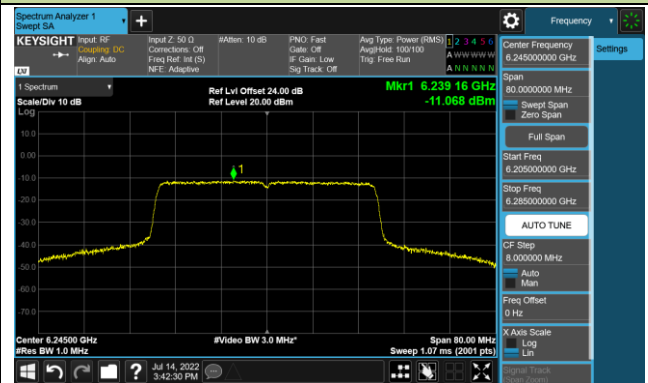 Spectrum Analyzer 1
Swept SA
Frequency
KEYSIGHT
Input: RF
Coupling: DC
Align: Auto
Input Z: 50 Ω
Corrections: Off
Freq Ref: Int (S)
NFE: Adaptive
#Atten: 10 dB
PNO: Fast
Gate: Off
IF Gain: Low
Sig Track: Off
Avg Type: Power (RMS)
Avg|Hold: 100/100
Trig: Free Run
1 2 3 4 5 6
A W W W W W
A N N N N N
LXI
1 Spectrum
Scale/Div 10 dB
Log
Ref Lvl Offset 24.00 dB
Ref Level 20.00 dBm
Mkr1 6.239 16 GHz
-11.068 dBm
10.0
0.00
-10.0
-20.0
-30.0
-40.0
-50.0
-60.0
-70.0
1
Center 6.24500 GHz
#Res BW 1.0 MHz
#Video BW 3.0 MHz*
Span 80.00 MHz
Sweep 1.07 ms (2001 pts)
Jul 14, 2022
3:42:30 PM
Center Frequency
6.245000000 GHz
Settings
Span
80.0000000 MHz
Swept Span
Zero Span
Full Span
Start Freq
6.205000000 GHz
Stop Freq
6.285000000 GHz
AUTO TUNE
CF Step
8.000000 MHz
Auto
Man
Freq Offset
0 Hz
X Axis Scale
Log
Lin
Signal Track
(Span Zoom)